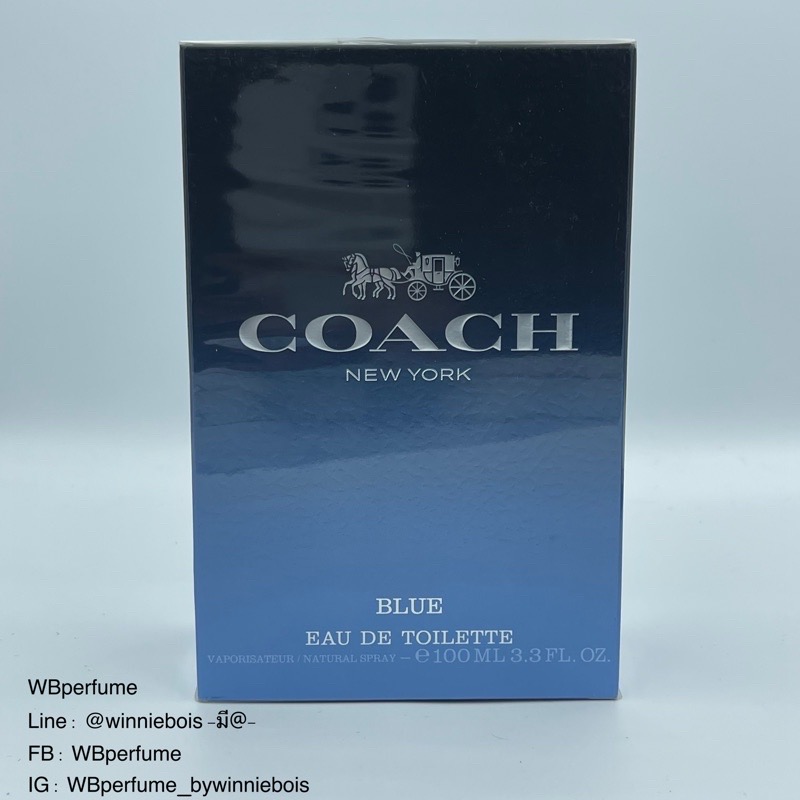 COACH
NEW YORK
BLUE
EAU DE TOILETTE
VAPORISATEUR / NATURAL SPRAY – ℮ 100 ML 3.3 FL. OZ.
WBperfume
Line : @winniebois -มี@-
FB : WBperfume
IG : WBperfume_bywinniebois